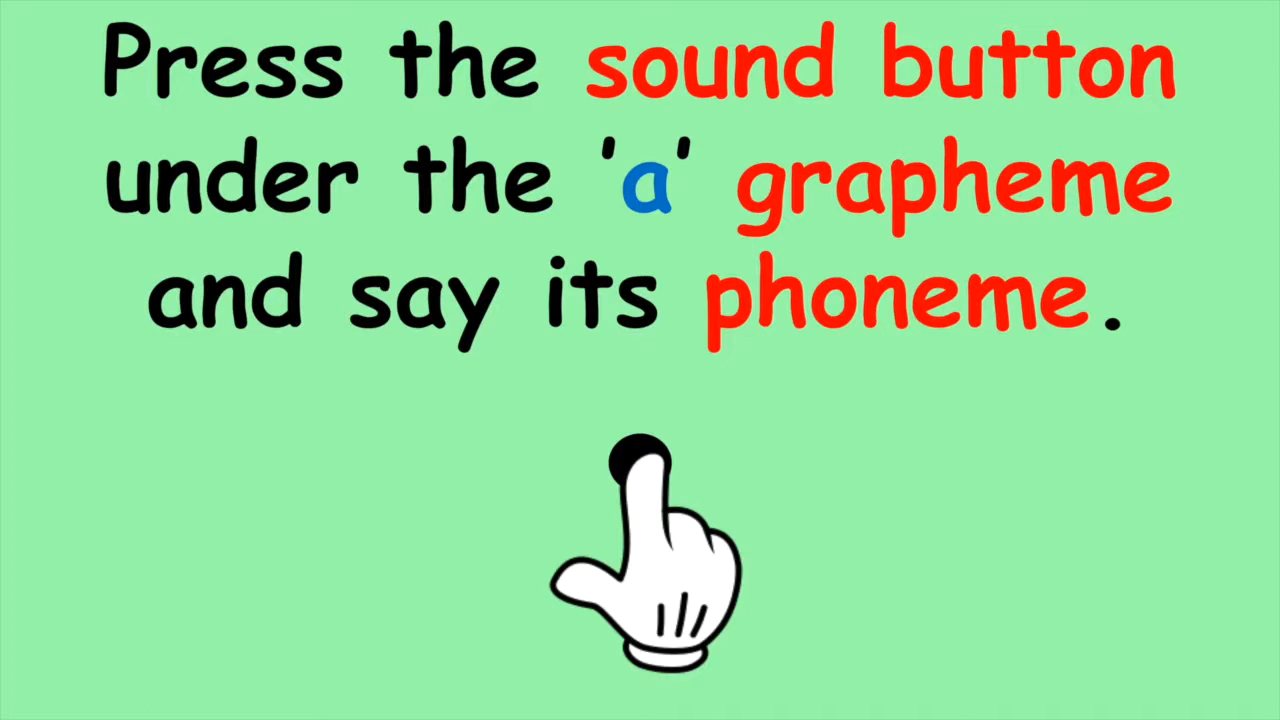 Press the sound button
under the 'a' grapheme
and say its phoneme.